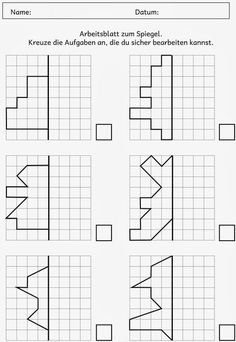 Name: Datum:
Arbeitsblatt zum Spiegel.
Kreuze die Aufgaben an, die du sicher bearbeiten kannst.